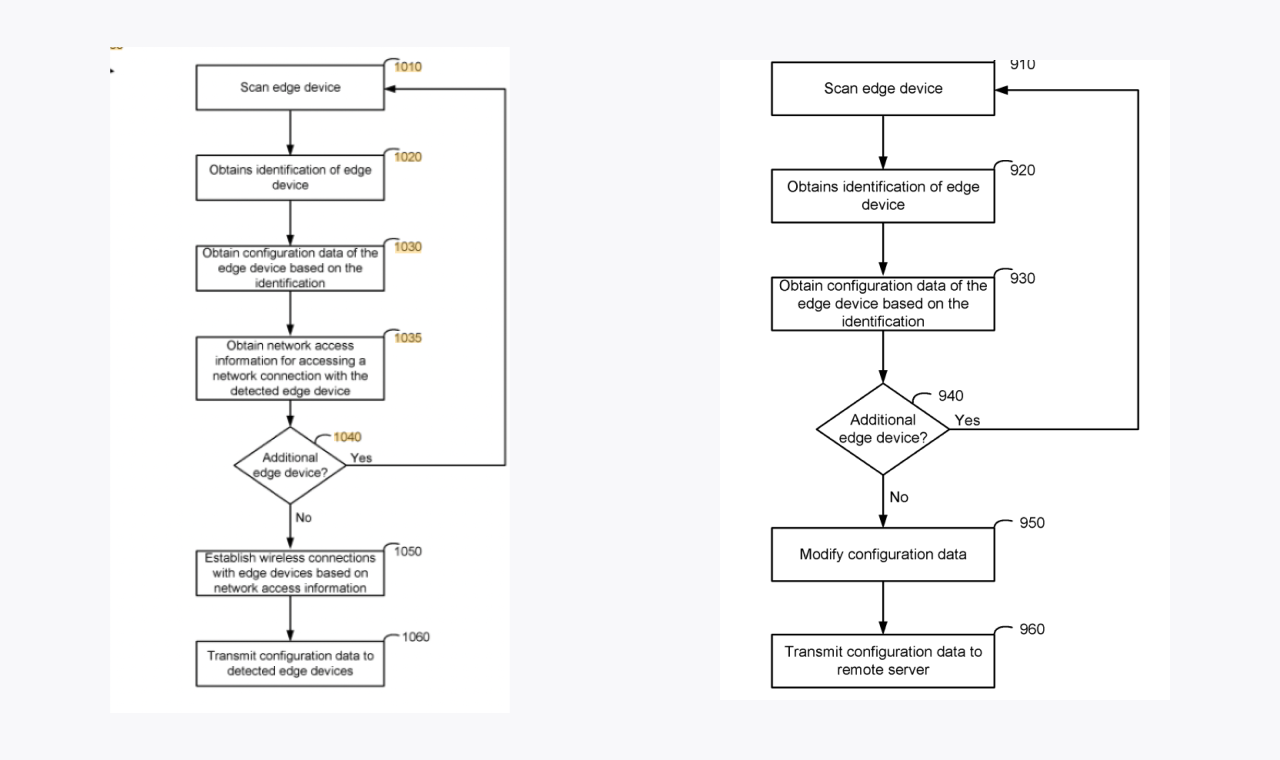 1010
Scan edge device
1020
Obtains identification of edge
device
1030
Obtain configuration data of the
edge device based on the
identification
1035
Obtain network access
information for accessing a
network connection with the
detected edge device
1040
Additional
edge device?
Yes
No
1050
Establish wireless connections
with edge devices based on
network access information
1060
Transmit configuration data to
detected edge devices
910
Scan edge device
920
Obtains identification of edge
device
930
Obtain configuration data of the
edge device based on the
identification
940
Additional
edge device?
Yes
No
950
Modify configuration data
960
Transmit configuration data to
remote server